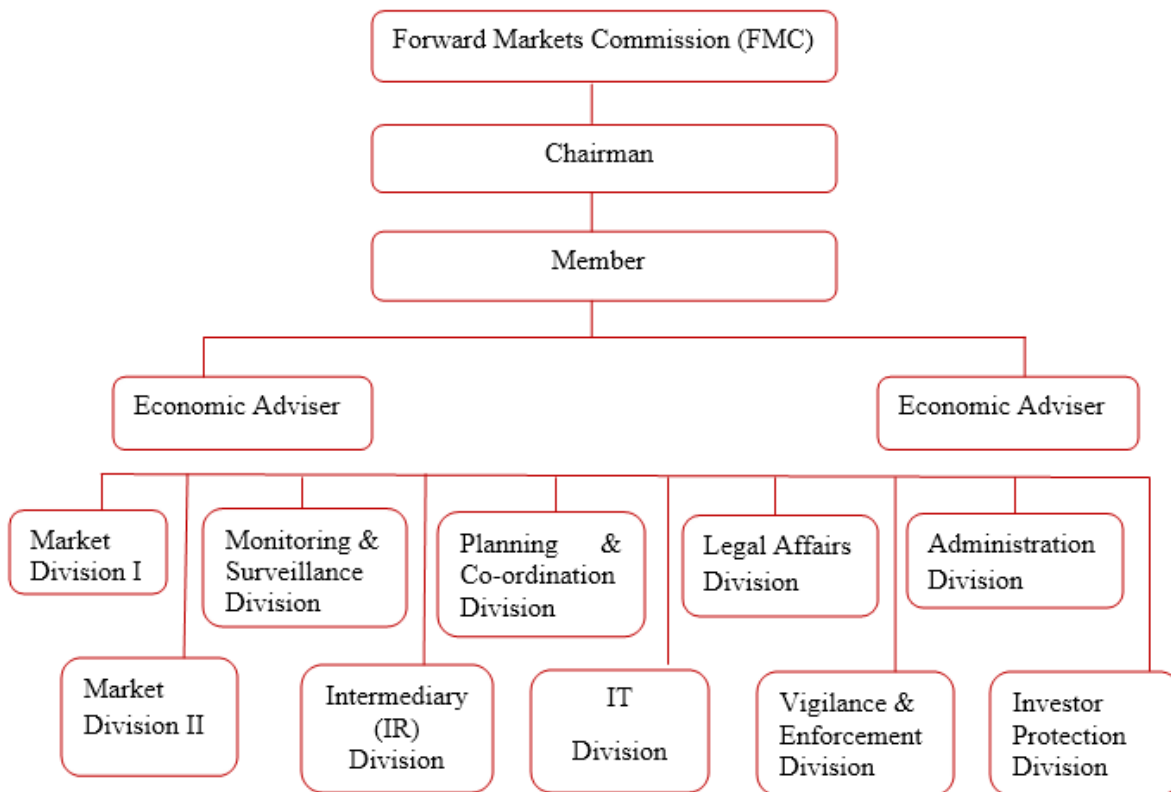 Forward Markets Commission (FMC)
Chairman
Member
Economic Adviser
Economic Adviser
Market
Division I
Monitoring &
Surveillance
Division
Planning &
Co-ordination
Division
Legal Affairs
Division
Administration
Division
Market
Division II
Intermediary
(IR)
Division
IT
Division
Vigilance &
Enforcement
Division
Investor
Protection
Division